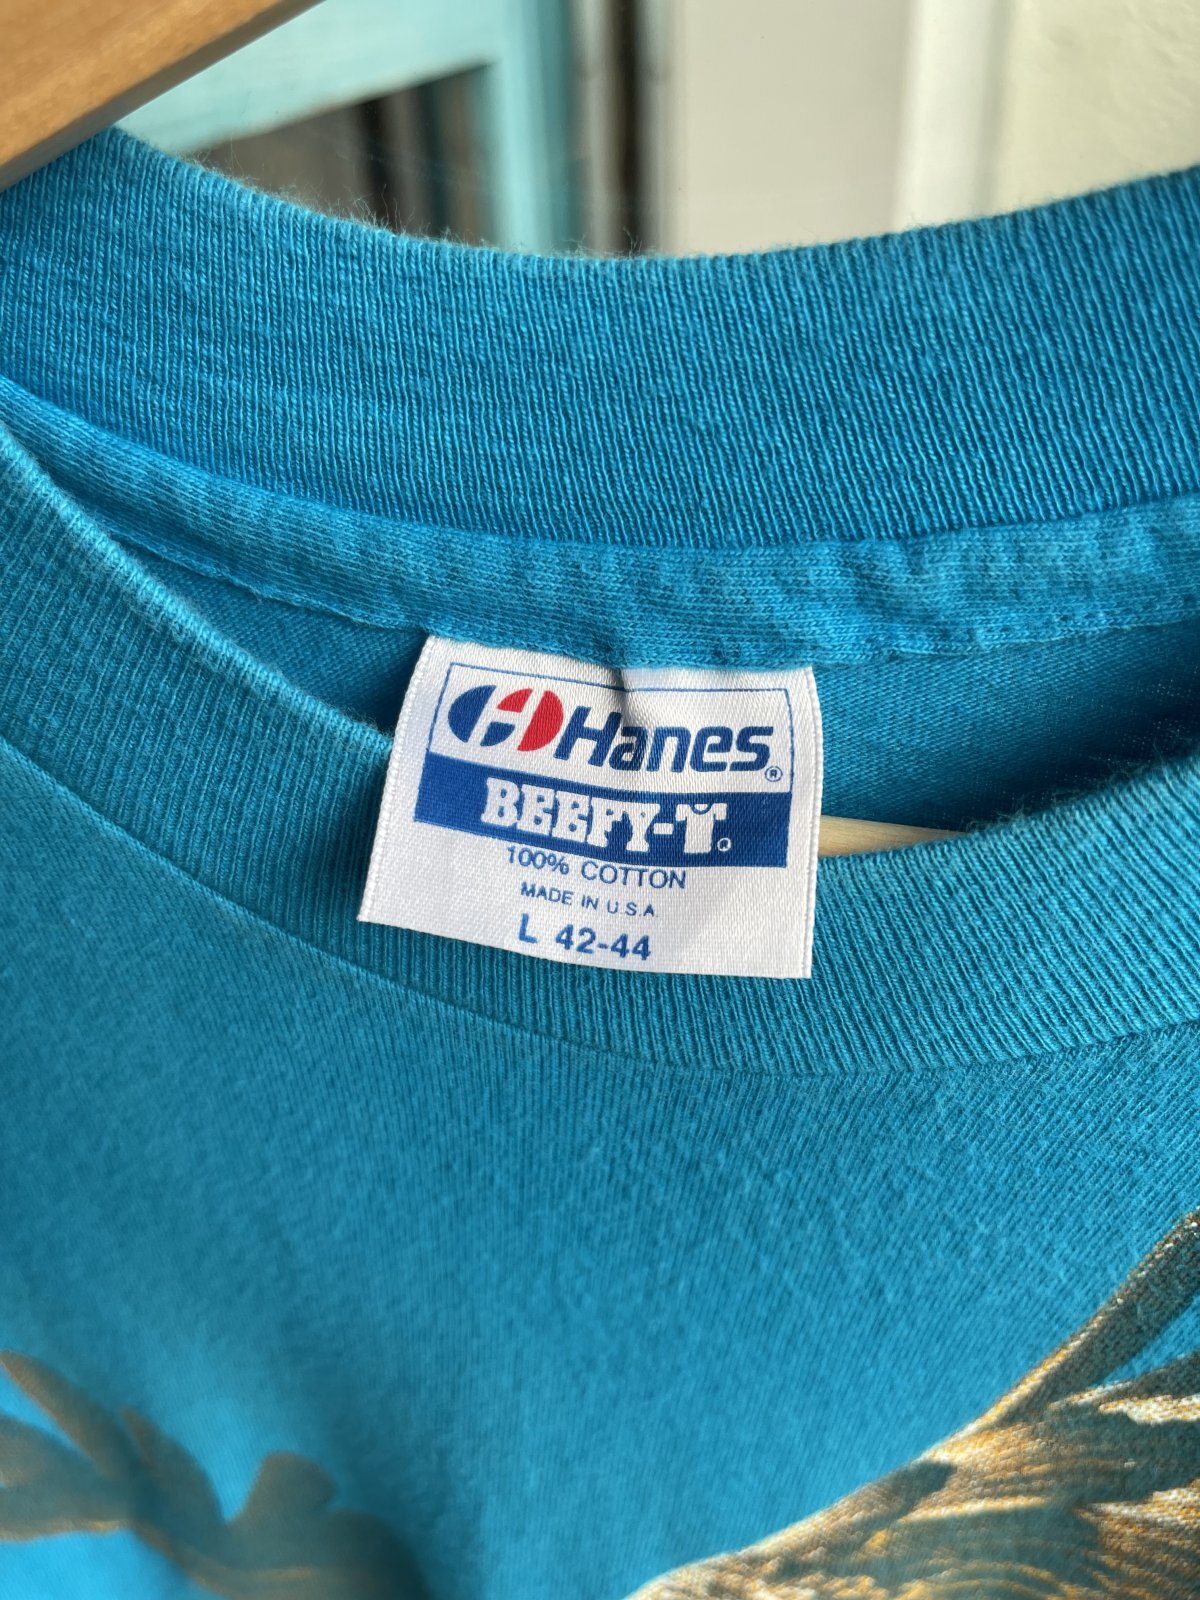 Hanes®
BEEFY-T®
100% COTTON
MADE IN U.S.A.
L 42-44